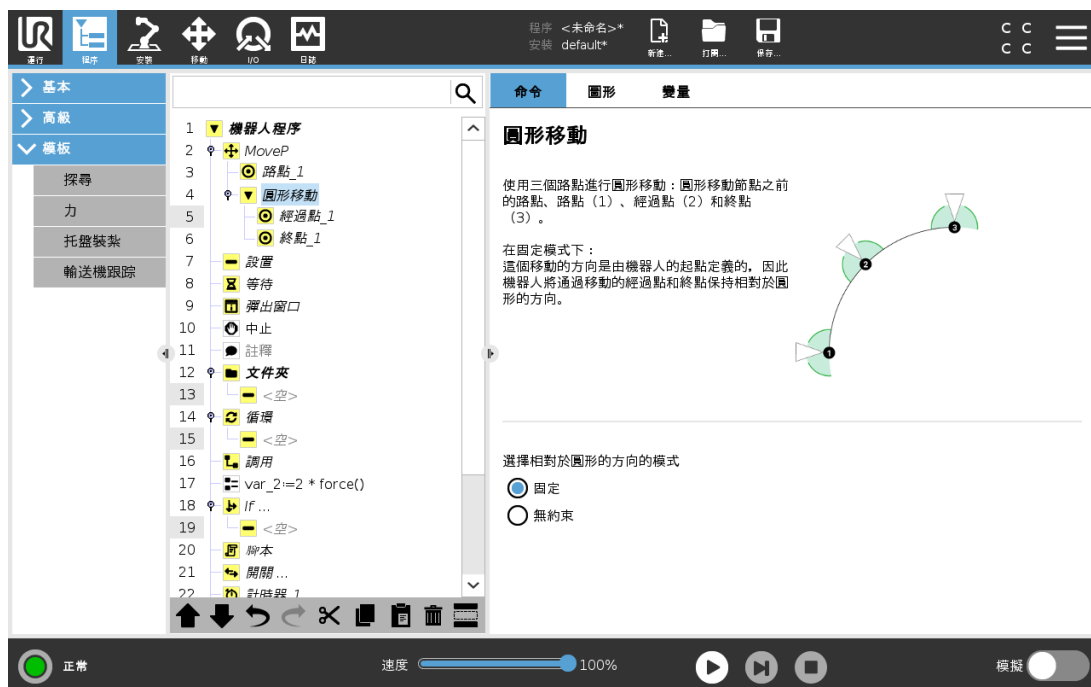 程序 <未命名>*
安裝 default*
新建...
打開...
保存...
C C
C C
運行
程序
安裝
移動
I/O
日誌
基本
高級
模板
探尋
力
托盤裝紮
輸送機跟踪
1 機器人程序
2 MoveP
3 路點_1
4 圓形移動
5 經過點_1
6 終點_1
7 設置
8 等待
9 彈出窗口
10 中止
11 註釋
12 文件夾
13 <空>
14 循環
15 <空>
16 調用
17 var_2≔2 * force()
18 If ...
19 <空>
20 腳本
21 開關 ...
22 計時器_1
命令 圖形 變量
圓形移動
使用三個路點進行圓形移動：圓形移動節點之前
的路點、路點（1）、經過點（2）和終點
（3）。
在固定模式下：
這個移動的方向是由機器人的起點定義的，因此
機器人將通過移動的經過點和終點保持相對於圓
形的方向。
1
2
3
選擇相對於圓形的方向的模式
固定
無約束
正常
速度 100%
模擬